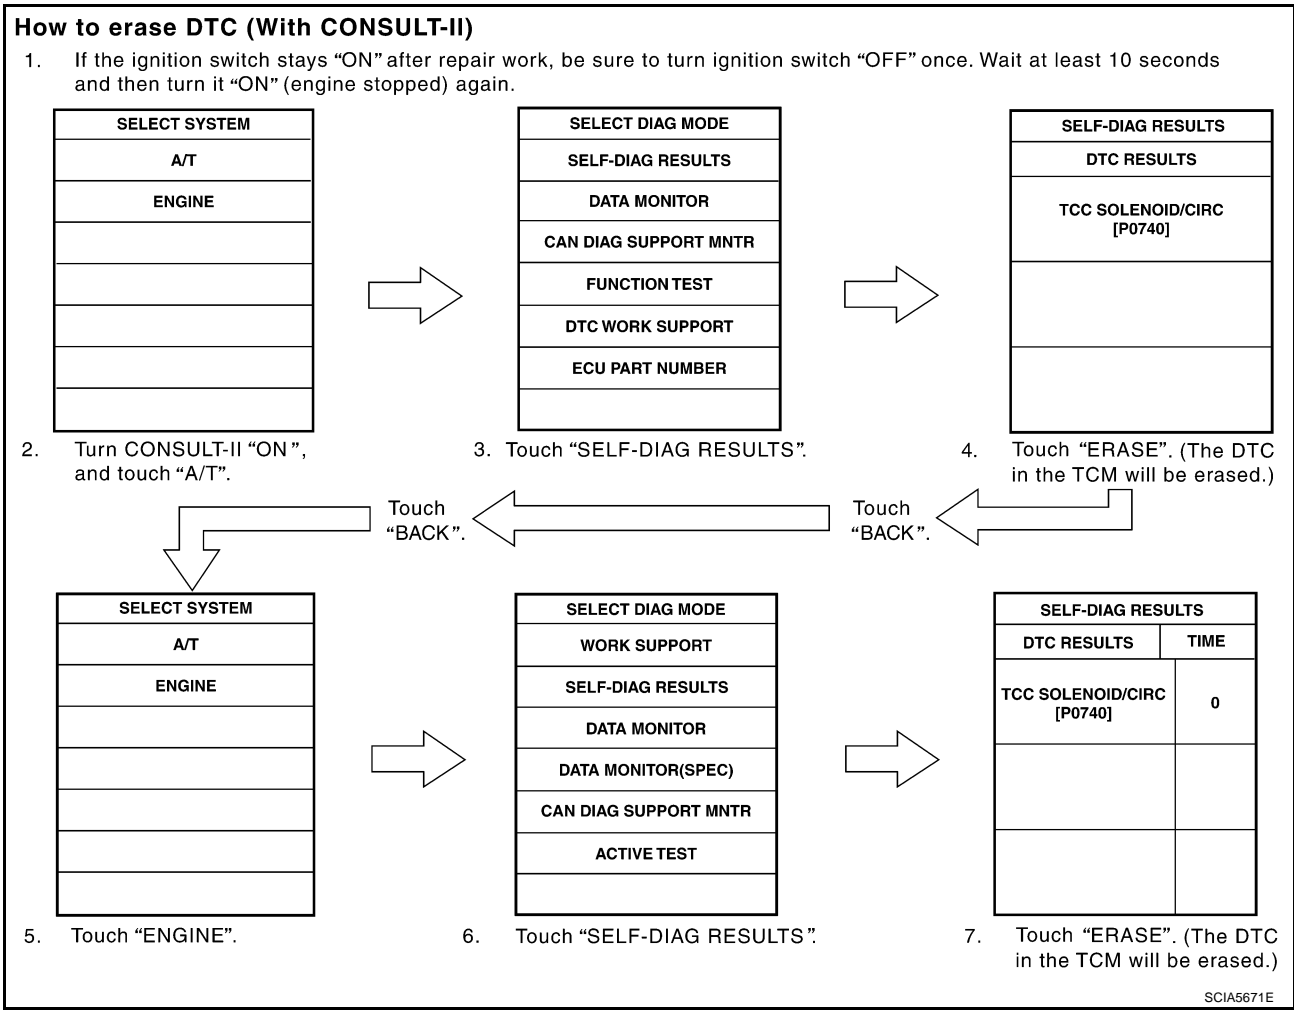 How to erase DTC (With CONSULT-II)
1. If the ignition switch stays “ON” after repair work, be sure to turn ignition switch “OFF” once. Wait at least 10 seconds
and then turn it “ON” (engine stopped) again.
SELECT SYSTEM
A/T
ENGINE
SELECT DIAG MODE
SELF-DIAG RESULTS
DATA MONITOR
CAN DIAG SUPPORT MNTR
FUNCTION TEST
DTC WORK SUPPORT
ECU PART NUMBER
SELF-DIAG RESULTS
DTC RESULTS
TCC SOLENOID/CIRC
[P0740]
2. Turn CONSULT-II “ON”,
and touch “A/T”.
3. Touch “SELF-DIAG RESULTS”.
4. Touch “ERASE”. (The DTC
in the TCM will be erased.)
Touch
“BACK”.
Touch
“BACK”.
SELECT SYSTEM
A/T
ENGINE
SELECT DIAG MODE
WORK SUPPORT
SELF-DIAG RESULTS
DATA MONITOR
DATA MONITOR(SPEC)
CAN DIAG SUPPORT MNTR
ACTIVE TEST
SELF-DIAG RESULTS
DTC RESULTS TIME
TCC SOLENOID/CIRC
[P0740]
0
5. Touch “ENGINE”.
6. Touch “SELF-DIAG RESULTS”.
7. Touch “ERASE”. (The DTC
in the TCM will be erased.)
SCIA5671E